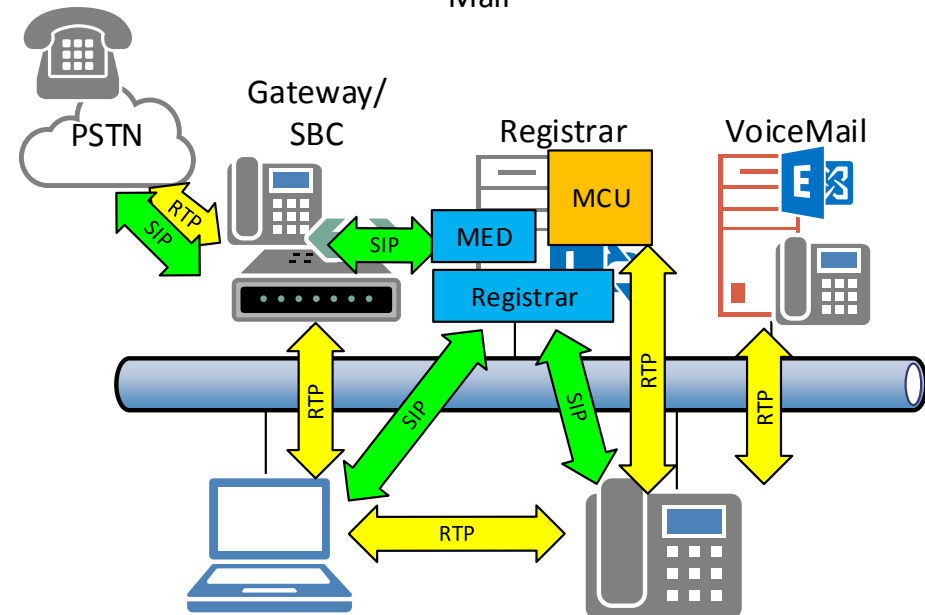 Mail
Gateway/
SBC
Registrar
VoiceMail
PSTN
RTP
SIP
SIP
MED
MCU
E
Registrar
RTP
SIP
SIP
RTP
RTP
RTP